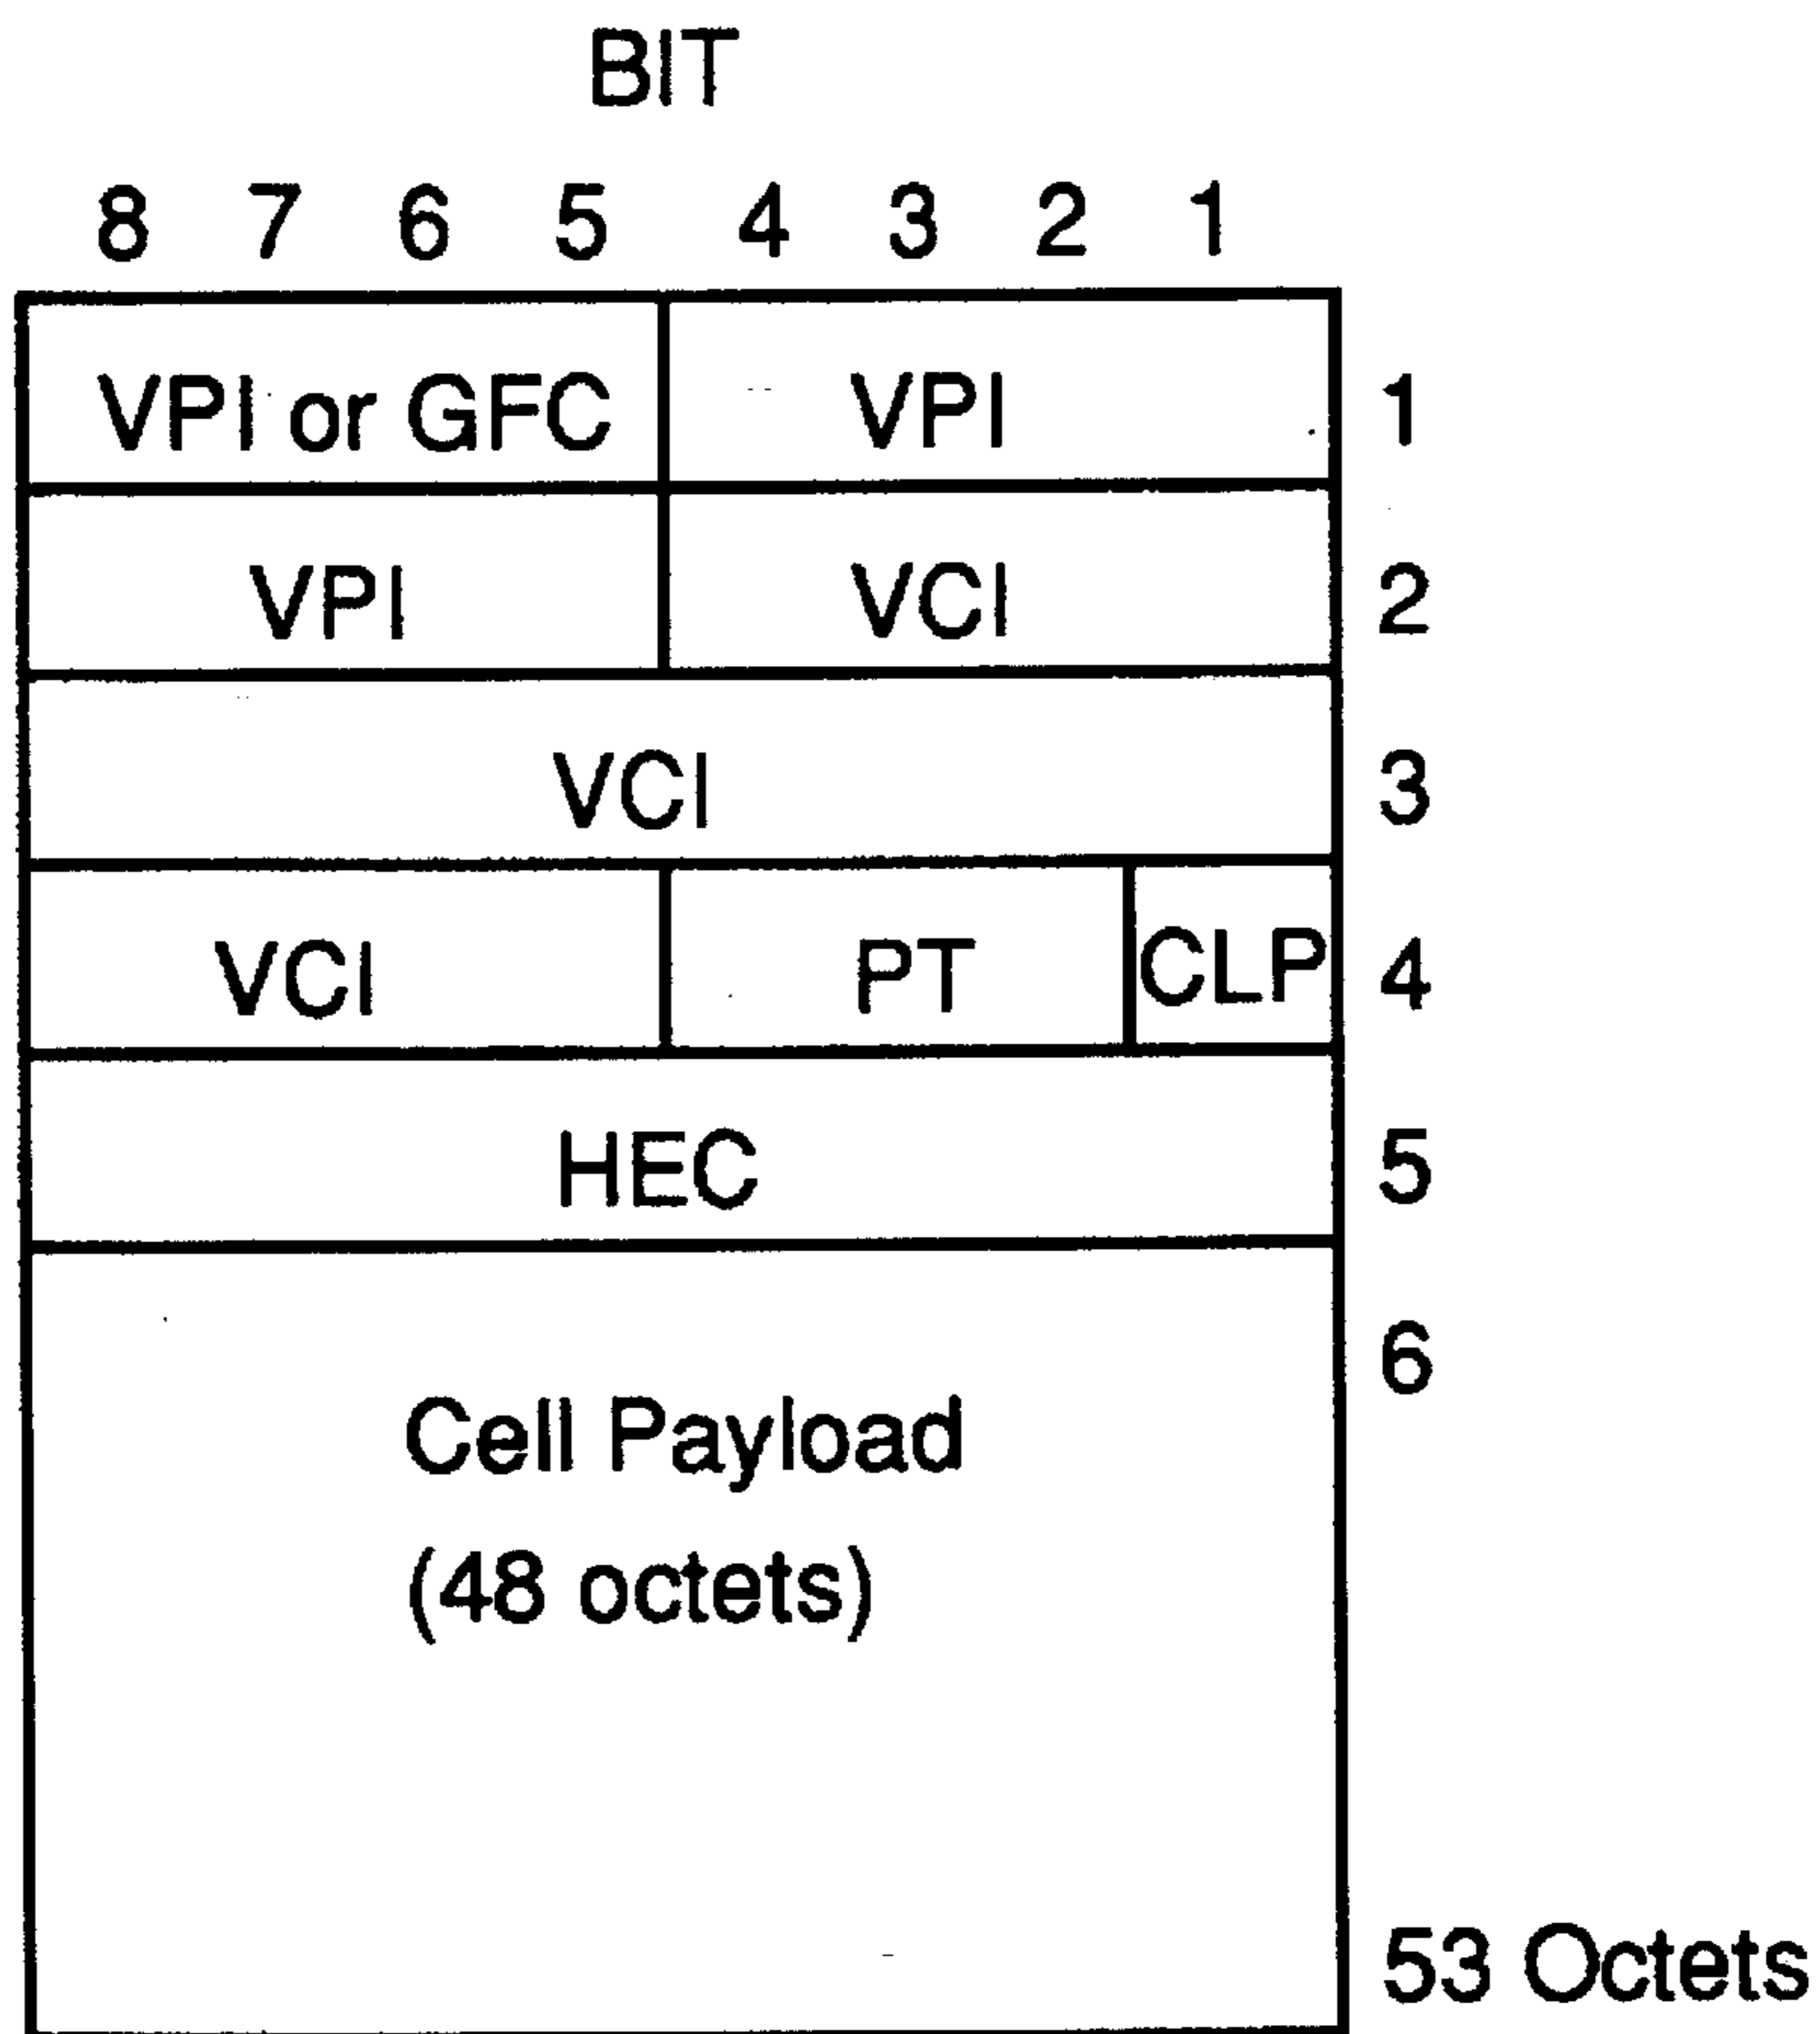 BIT
8 7 6 5 4 3 2 1
VPI or GFC VPI 1
VPI VCI 2
VCI 3
VCI PT CLP 4
HEC 5
6
Cell Payload
(48 octets)
53 Octets